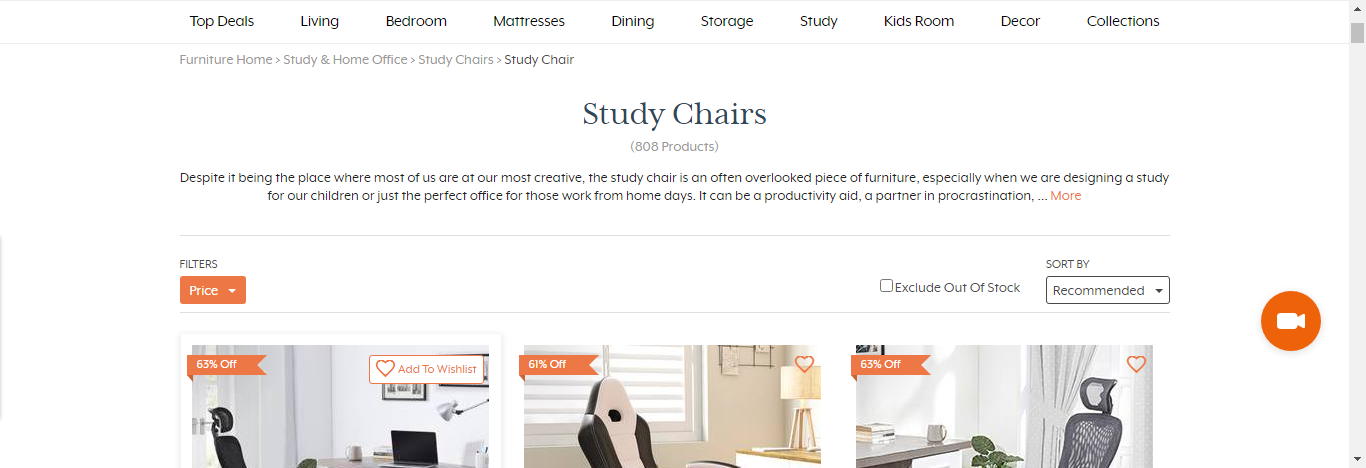 Top Deals Living Bedroom Mattresses Dining Storage Study Kids Room Decor Collections
Furniture Home > Study & Home Office > Study Chairs > Study Chair
Study Chairs
(808 Products)
Despite it being the place where most of us are at our most creative, the study chair is an often overlooked piece of furniture, especially when we are designing a study
for our children or just the perfect office for those work from home days. It can be a productivity aid, a partner in procrastination, ... More
FILTERS
SORT BY
Price
Exclude Out Of Stock
Recommended
63% Off
Add To Wishlist
61% Off
63% Off